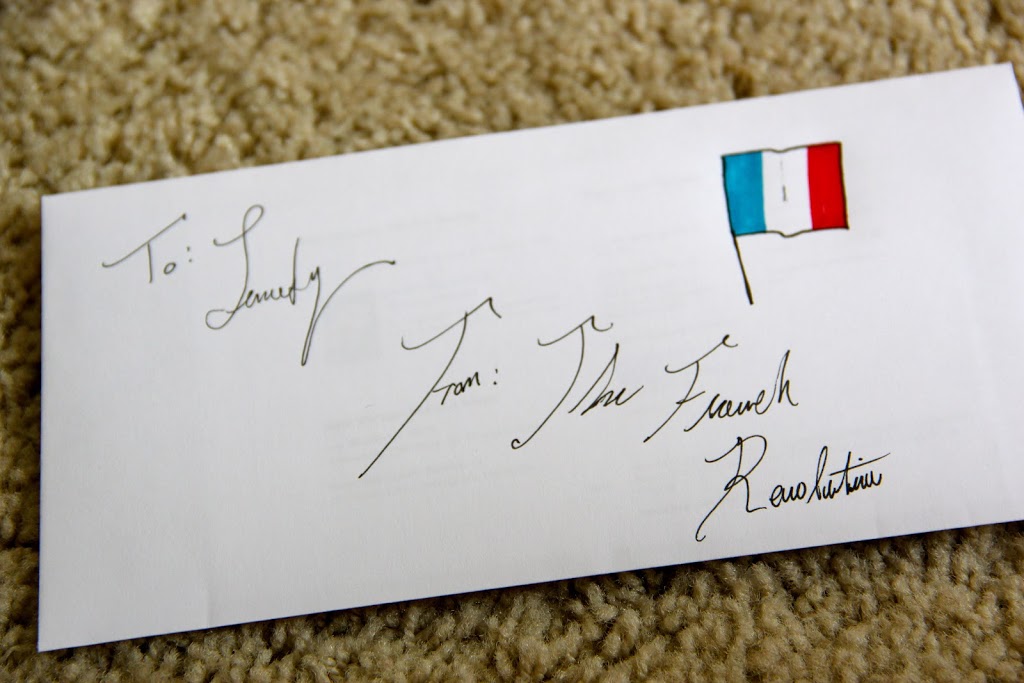 To:
From: The French
Revolution